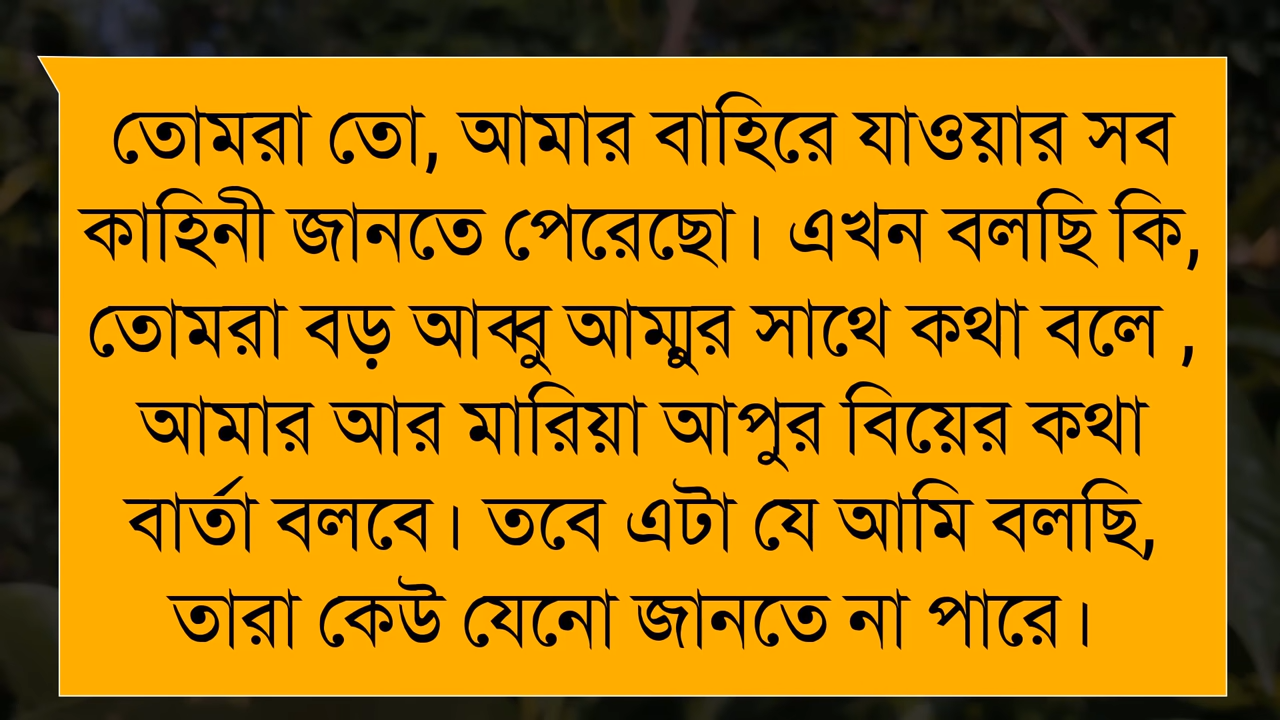 তোমরা তো, আমার বাহিরে যাওয়ার সব
কাহিনী জানতে পেরেছো। এখন বলছি কি,
তোমরা বড় আব্বু আম্মুর সাথে কথা বলে ,
আমার আর মারিয়া আপুর বিয়ের কথা
বার্তা বলবে। তবে এটা যে আমি বলছি,
তারা কেউ যেনো জানতে না পারে।